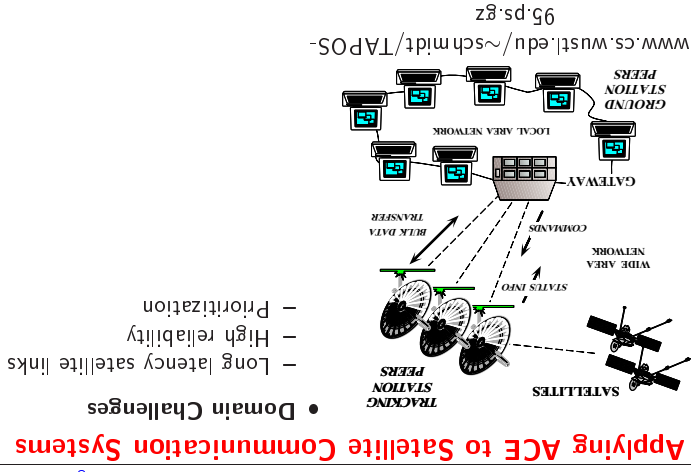 Applying ACE to Satellite Communication Systems
• Domain Challenges
– Long latency satellite links
– High reliability
– Prioritization
SATELLITES
TRACKING
STATION
PEERS
STATUS INFO
WIDE AREA
NETWORK
COMMANDS
BULK DATA
TRANSFER
GATEWAY
LOCAL AREA NETWORK
GROUND
STATION
PEERS
www.cs.wustl.edu/∼schmidt/TAPOS-
95.ps.gz